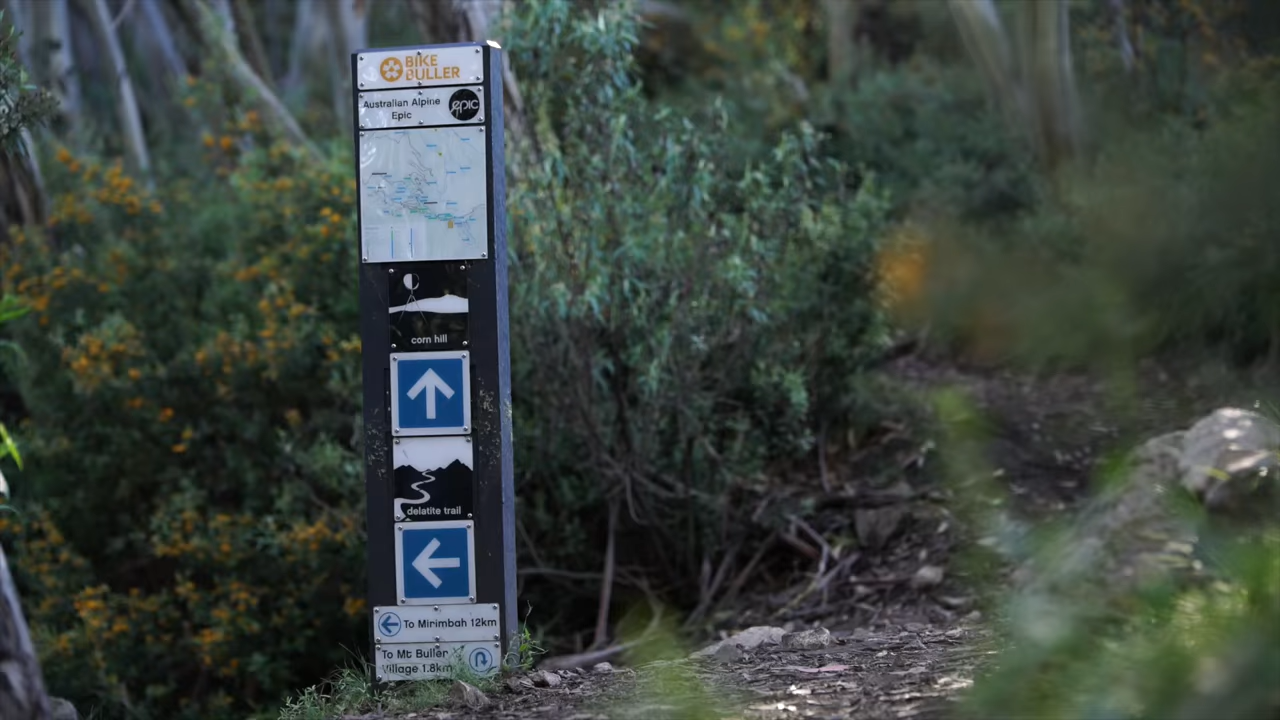 BIKE
BULLER
Australian Alpine
Epic
epic
corn hill
delatite trail
To Mirimbah 12km
To Mt Buller
Village 1.8km